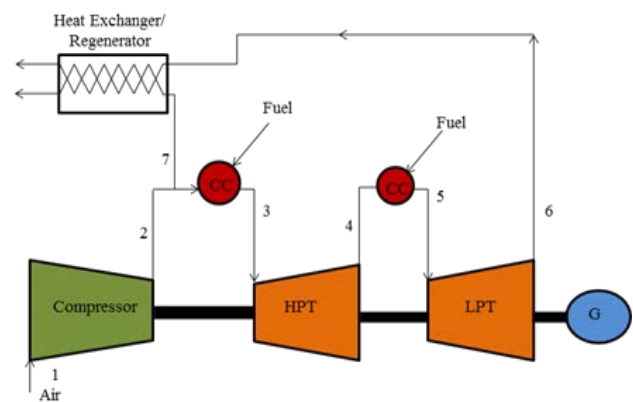 Heat Exchanger/
Regenerator
Fuel
Fuel
7
CC
CC
2
3
4
5
6
Compressor
HPT
LPT
G
1
Air